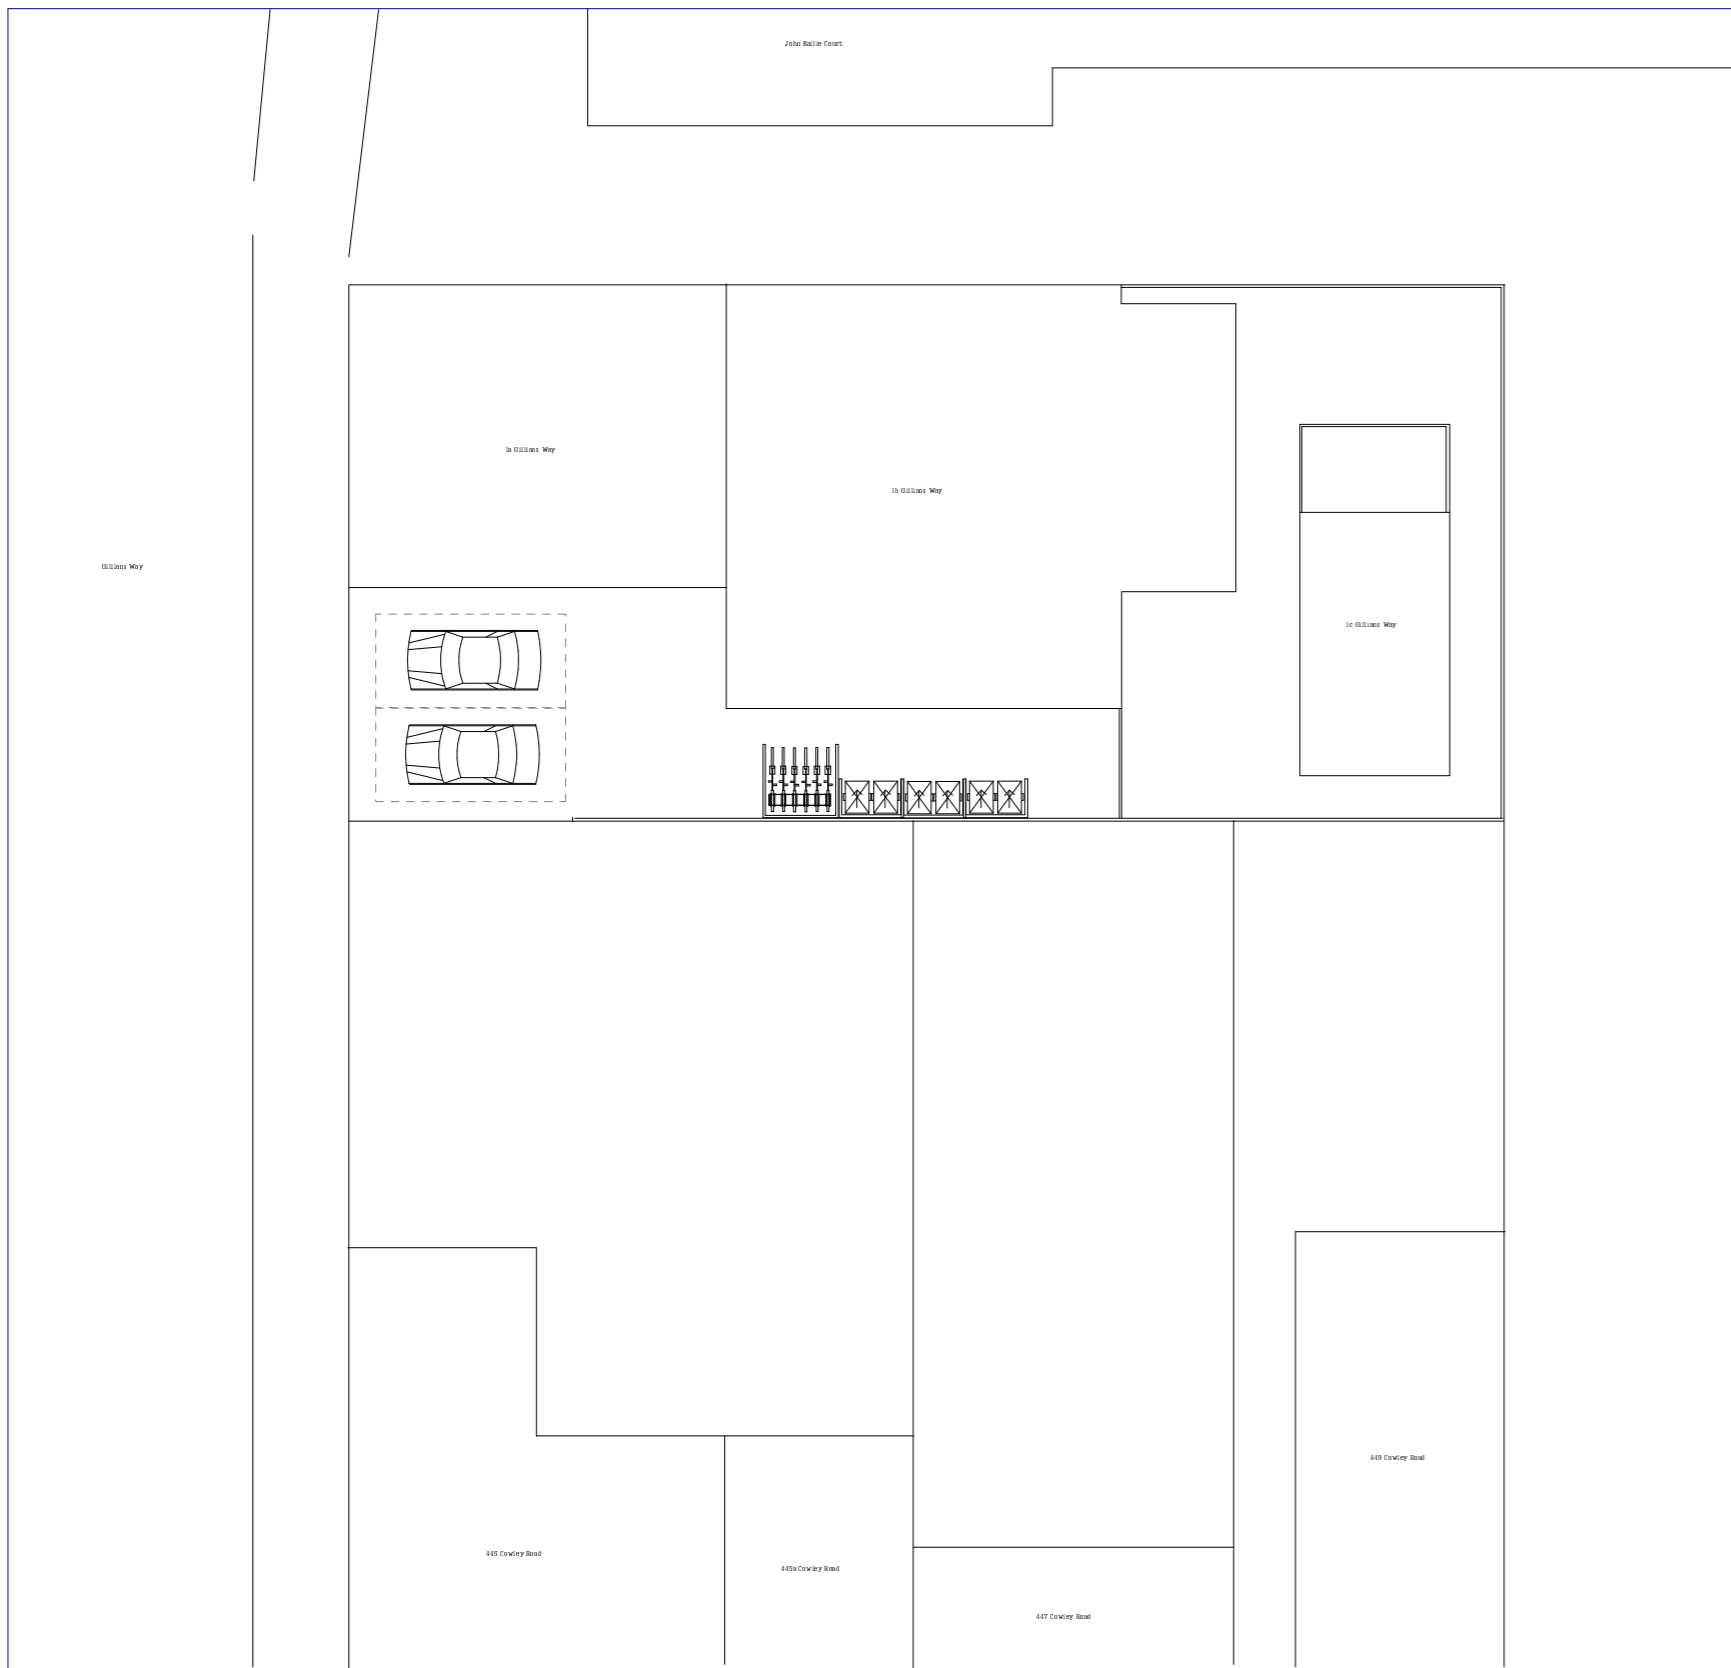 John Kallie Court
1a Gillians Way
1b Gillians Way
Gillians Way
1c Gillians Way
449 Cowley Road
445 Cowley Road
445a Cowley Road
447 Cowley Road